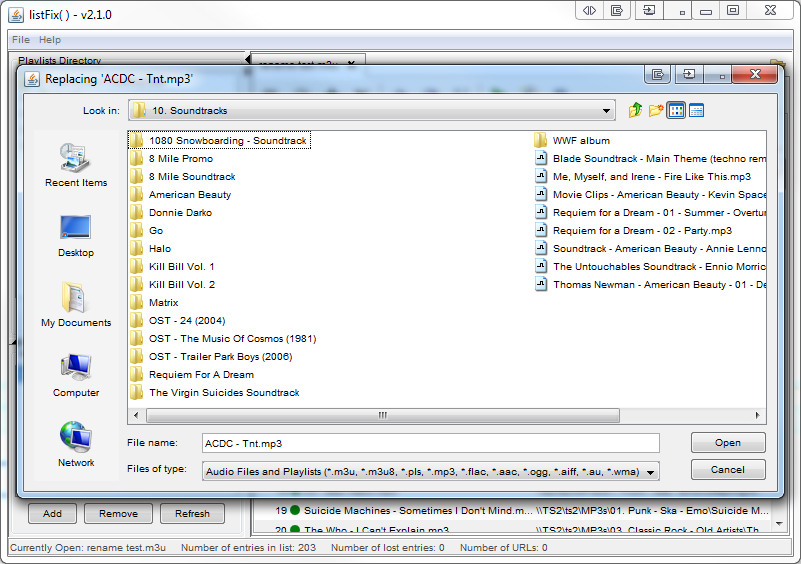 listFix( ) - v2.1.0
File Help
Playlists Directory
rename test.m3u
Replacing 'ACDC - Tnt.mp3'
Look in: 10. Soundtracks
Recent Items
Desktop
My Documents
Computer
Network
1080 Snowboarding - Soundtrack
8 Mile Promo
8 Mile Soundtrack
American Beauty
Donnie Darko
Go
Halo
Kill Bill Vol. 1
Kill Bill Vol. 2
Matrix
OST - 24 (2004)
OST - The Music Of Cosmos (1981)
OST - Trailer Park Boys (2006)
Requiem For A Dream
The Virgin Suicides Soundtrack
WWF album
Blade Soundtrack - Main Theme (techno rem
Me, Myself, and Irene - Fire Like This.mp3
Movie Clips - American Beauty - Kevin Space
Requiem for a Dream - 01 - Summer - Overtur
Requiem for a Dream - 02 - Party.mp3
Soundtrack - American Beauty - Annie Lenno
The Untouchables Soundtrack - Ennio Morric
Thomas Newman - American Beauty - 01 - De
File name: ACDC - Tnt.mp3
Open
Files of type: Audio Files and Playlists (*.m3u, *.m3u8, *.pls, *.mp3, *.flac, *.aac, *.ogg, *.aiff, *.au, *.wma)
Cancel
Add Remove Refresh
19 Suicide Machines - Sometimes I Don't Mind.m... \\TS2\ts2\MP3s\01. Punk - Ska - Emo\Suicide M...
20 The Who - I Can't Explain.mp3 \\TS2\ts2\MP3s\03. Classic Rock - Old Artists\Th...
Currently Open: rename test.m3u Number of entries in list: 203 Number of lost entries: 0 Number of URLs: 0